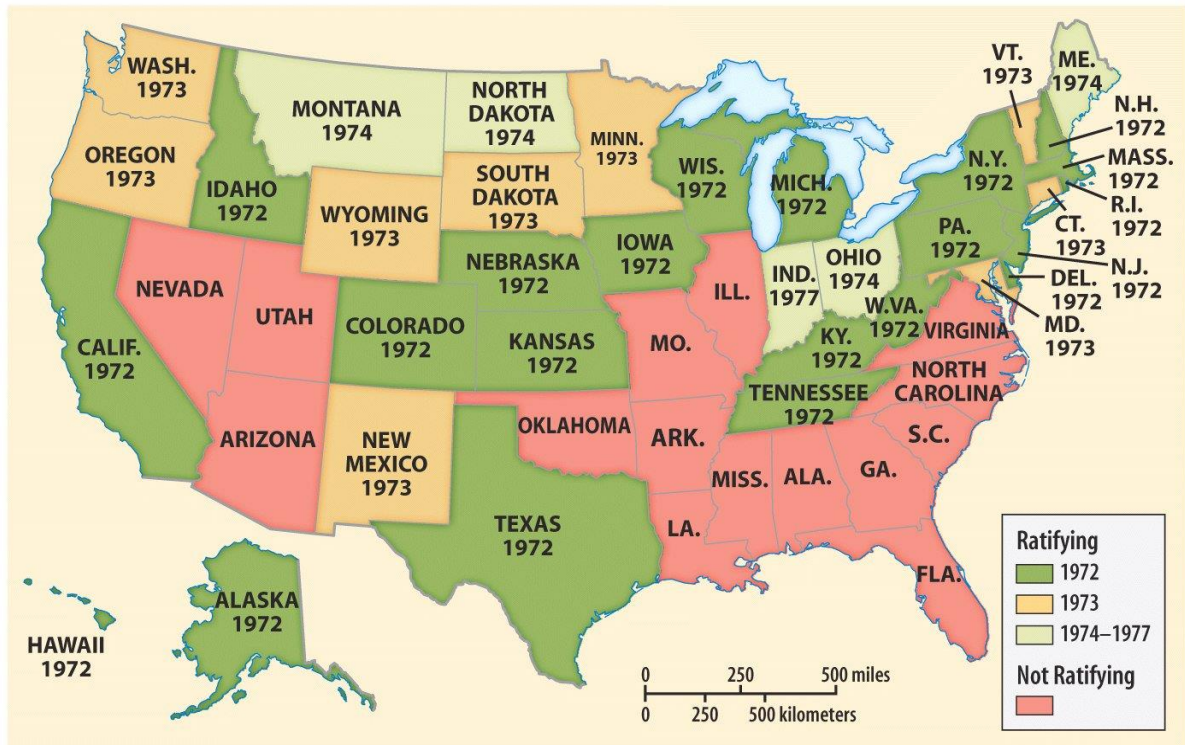 WASH.
1973
OREGON
1973
CALIF.
1972
NEVADA
IDAHO
1972
UTAH
ARIZONA
MONTANA
1974
WYOMING
1973
COLORADO
1972
NEW
MEXICO
1973
NORTH
DAKOTA
1974
SOUTH
DAKOTA
1973
NEBRASKA
1972
KANSAS
1972
OKLAHOMA
TEXAS
1972
MINN.
1973
IOWA
1972
MO.
ARK.
LA.
WIS.
1972
ILL.
MICH.
1972
IND.
1977
OHIO
1974
KY.
1972
TENNESSEE
1972
MISS.
ALA.
GA.
FLA.
S.C.
NORTH
CAROLINA
VIRGINIA
W.VA.
1972
PA.
1972
N.Y.
1972
VT.
1973
ME.
1974
N.H.
1972
MASS.
1972
R.I.
1972
CT.
1973
N.J.
1972
DEL.
1972
MD.
1973
ALASKA
1972
HAWAII
1972
0 250 500 miles
0 250 500 kilometers
Ratifying
1972
1973
1974–1977
Not Ratifying